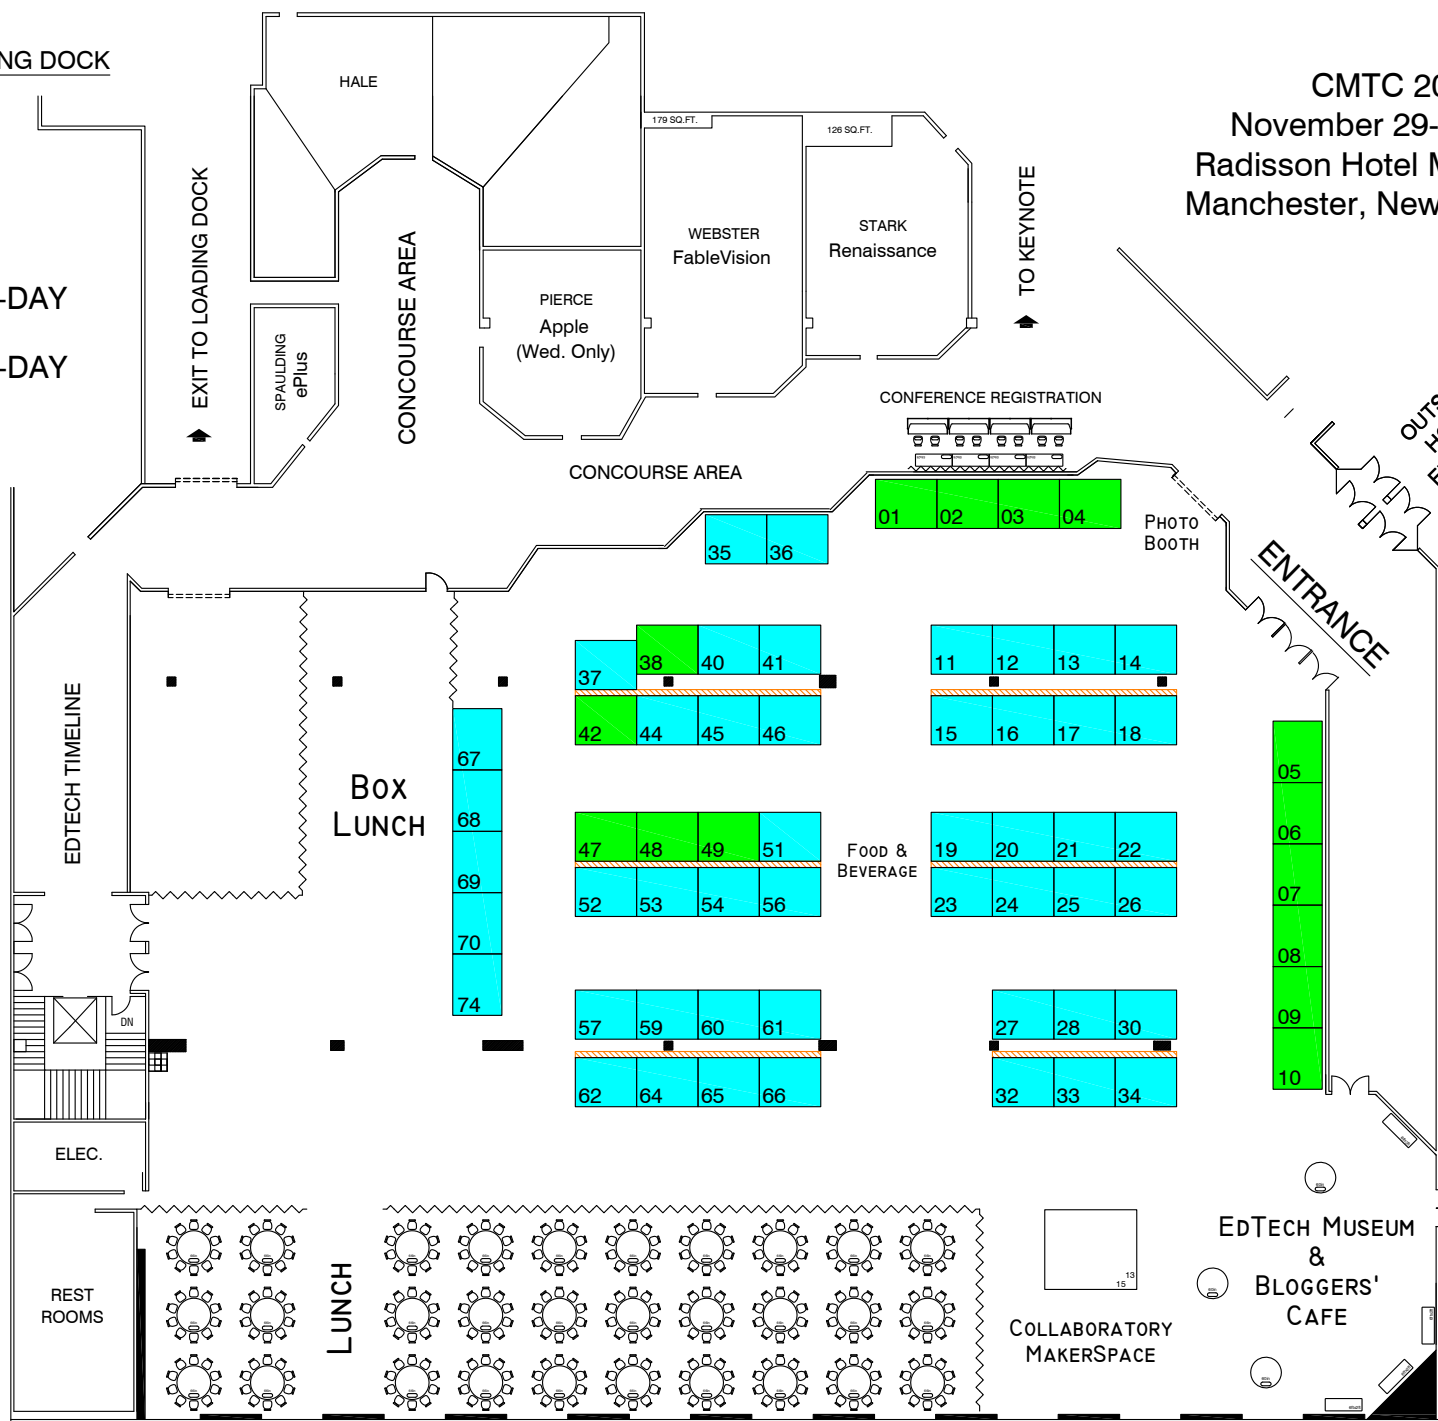 NG DOCK
CMTC 20
November 29-
Radisson Hotel M
Manchester, New
-DAY
-DAY
HALE
179 SQ.FT.
126 SQ.FT.
EXIT TO LOADING DOCK
CONCOURSE AREA
SPAULDING
ePlus
PIERCE
Apple
(Wed. Only)
WEBSTER
FableVision
STARK
Renaissance
TO KEYNOTE
CONFERENCE REGISTRATION
CONCOURSE AREA
OUTS
01 02 03 04
PHOTO
BOOTH
ENTRANCE
35 36
37 38 40 41
42 44 45 46
11 12 13 14
15 16 17 18
EDTECH TIMELINE
BOX
LUNCH
67
68
69
70
74
47 48 49 51
52 53 54 56
FOOD &
BEVERAGE
19 20 21 22
23 24 25 26
05
06
07
08
09
10
57 59 60 61
62 64 65 66
27 28 30
32 33 34
DN
ELEC.
REST
ROOMS
LUNCH
13
15
COLLABORATORY
MAKERSPACE
EDTECH MUSEUM
&
BLOGGERS'
CAFE